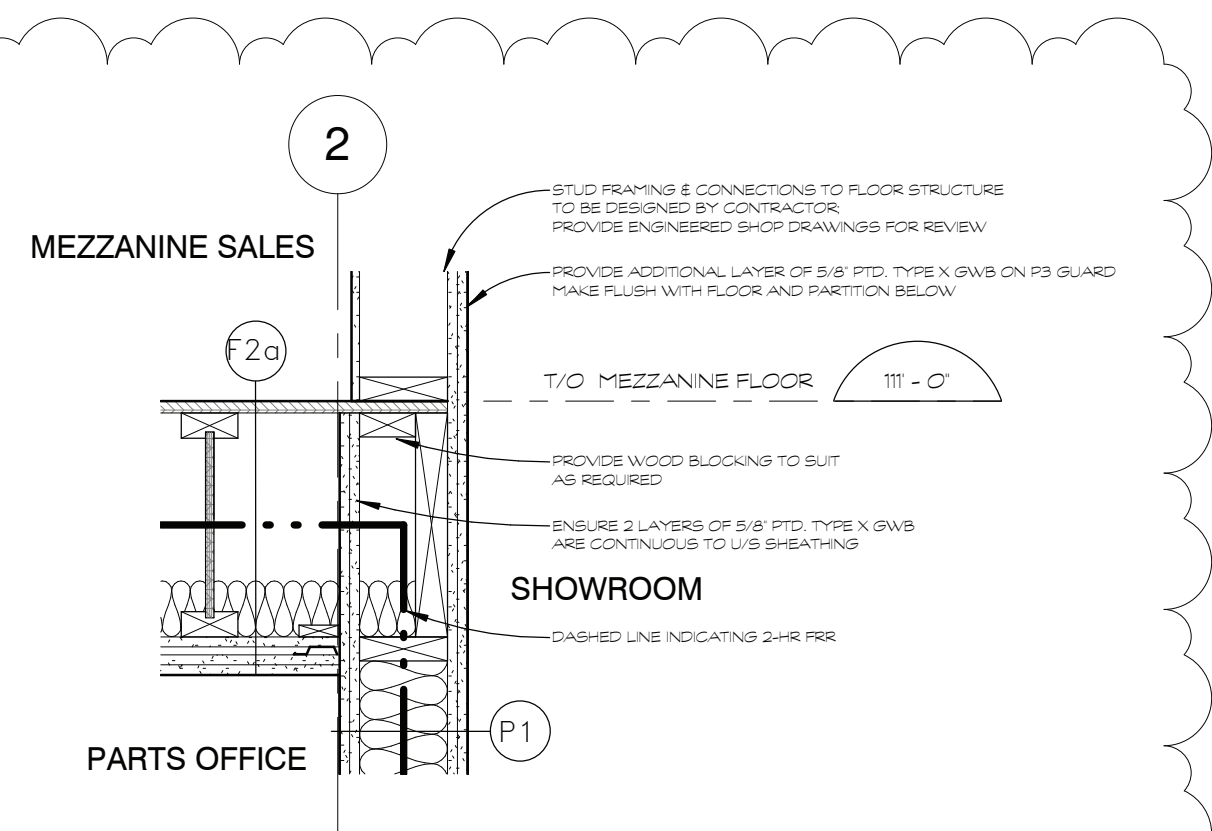 2
MEZZANINE SALES
STUD FRAMING & CONNECTIONS TO FLOOR STRUCTURE
TO BE DESIGNED BY CONTRACTOR;
PROVIDE ENGINEERED SHOP DRAWINGS FOR REVIEW
PROVIDE ADDITIONAL LAYER OF 5/8" PTD. TYPE X GWB ON P3 GUARD
MAKE FLUSH WITH FLOOR AND PARTITION BELOW
F2a
T/O MEZZANINE FLOOR
111' - 0"
PROVIDE WOOD BLOCKING TO SUIT
AS REQUIRED
ENSURE 2 LAYERS OF 5/8" PTD. TYPE X GWB
ARE CONTINUOUS TO U/S SHEATHING
SHOWROOM
DASHED LINE INDICATING 2-HR FRR
P1
PARTS OFFICE